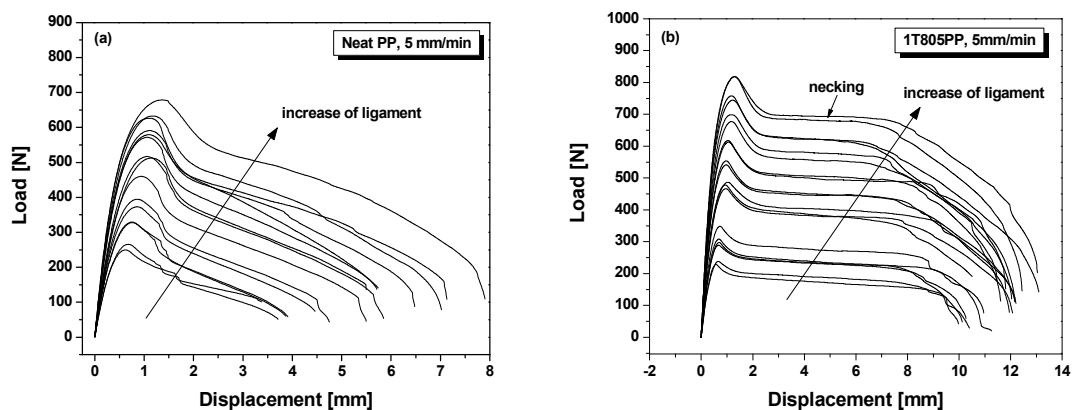 (a)
Neat PP, 5 mm/min
increase of ligament
900
800
700
600
500
400
300
200
100
0
Load [N]
0 1 2 3 4 5 6 7 8
Displacement [mm]
(b)
1T805PP, 5mm/min
necking
increase of ligament
1000
900
800
700
600
500
400
300
200
100
0
Load [N]
-2 0 2 4 6 8 10 12 14
Displacement [mm]